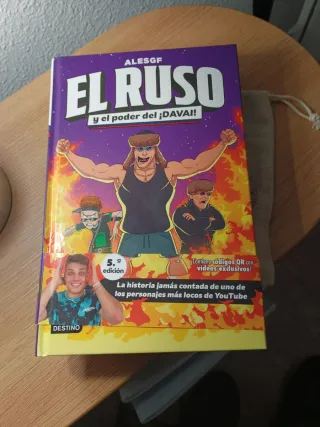 ALESGF
EL RUSO
y el poder del ¡DAVAI!
5.ª
edición
Contiene códigos QR con
vídeos exclusivos!
La historia jamás contada de uno de
los personajes más locos de YouTube
DESTINO